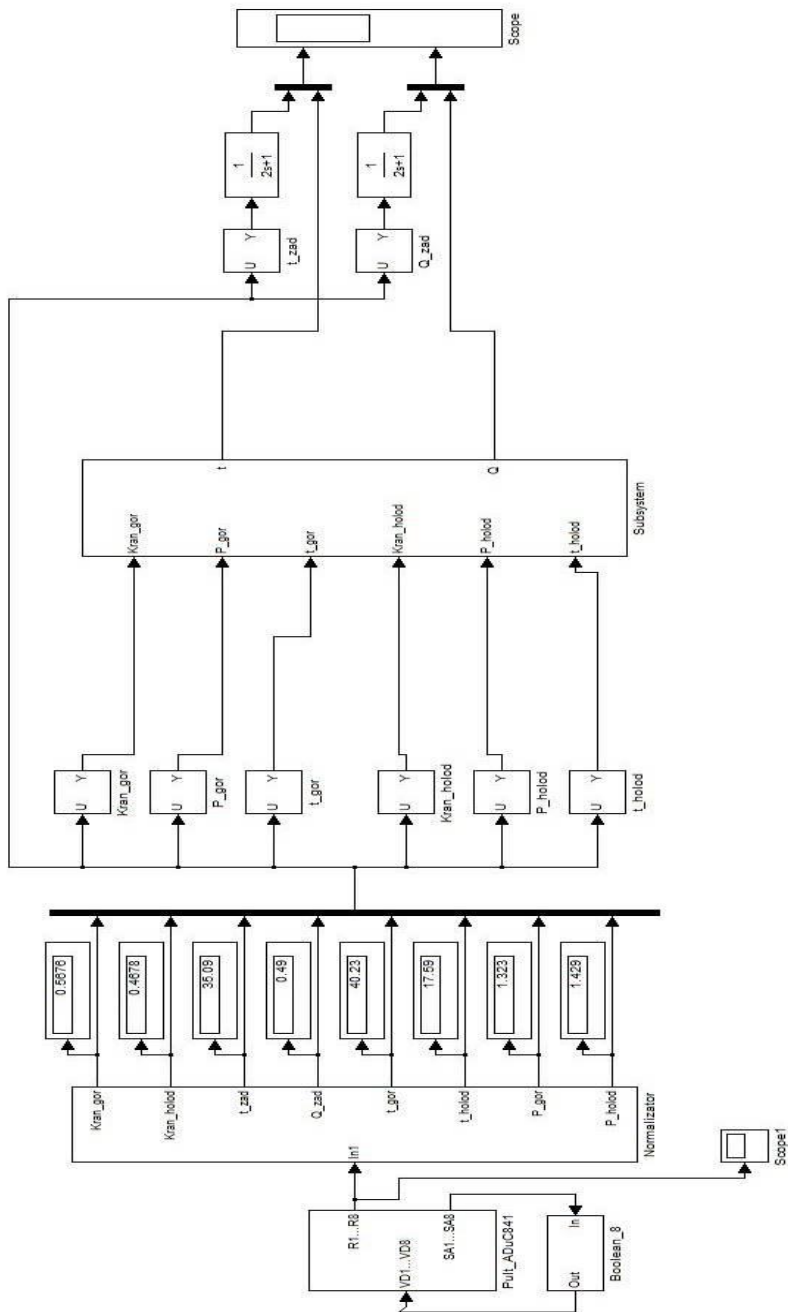 VD1...VD8
R1...R8
SA1...SA8
Pult_ADuC841
Out
In
Boolean_8
Scope1
In1
Kran_gor
Kran_holod
t_zad
Q_zad
t_gor
t_holod
P_gor
P_holod
Normalizator
0.5676
0.4678
35.09
0.49
40.23
17.59
1.323
1.429
U Y
Kran_gor
U Y
P_gor
U Y
t_gor
U Y
Kran_holod
U Y
P_holod
U Y
t_holod
Kran_gor
P_gor
t_gor
Kran_holod
P_holod
t_holod
t
Q
Subsystem
U Y
t_zad
U Y
Q_zad
1
2s+1
1
2s+1
Scope